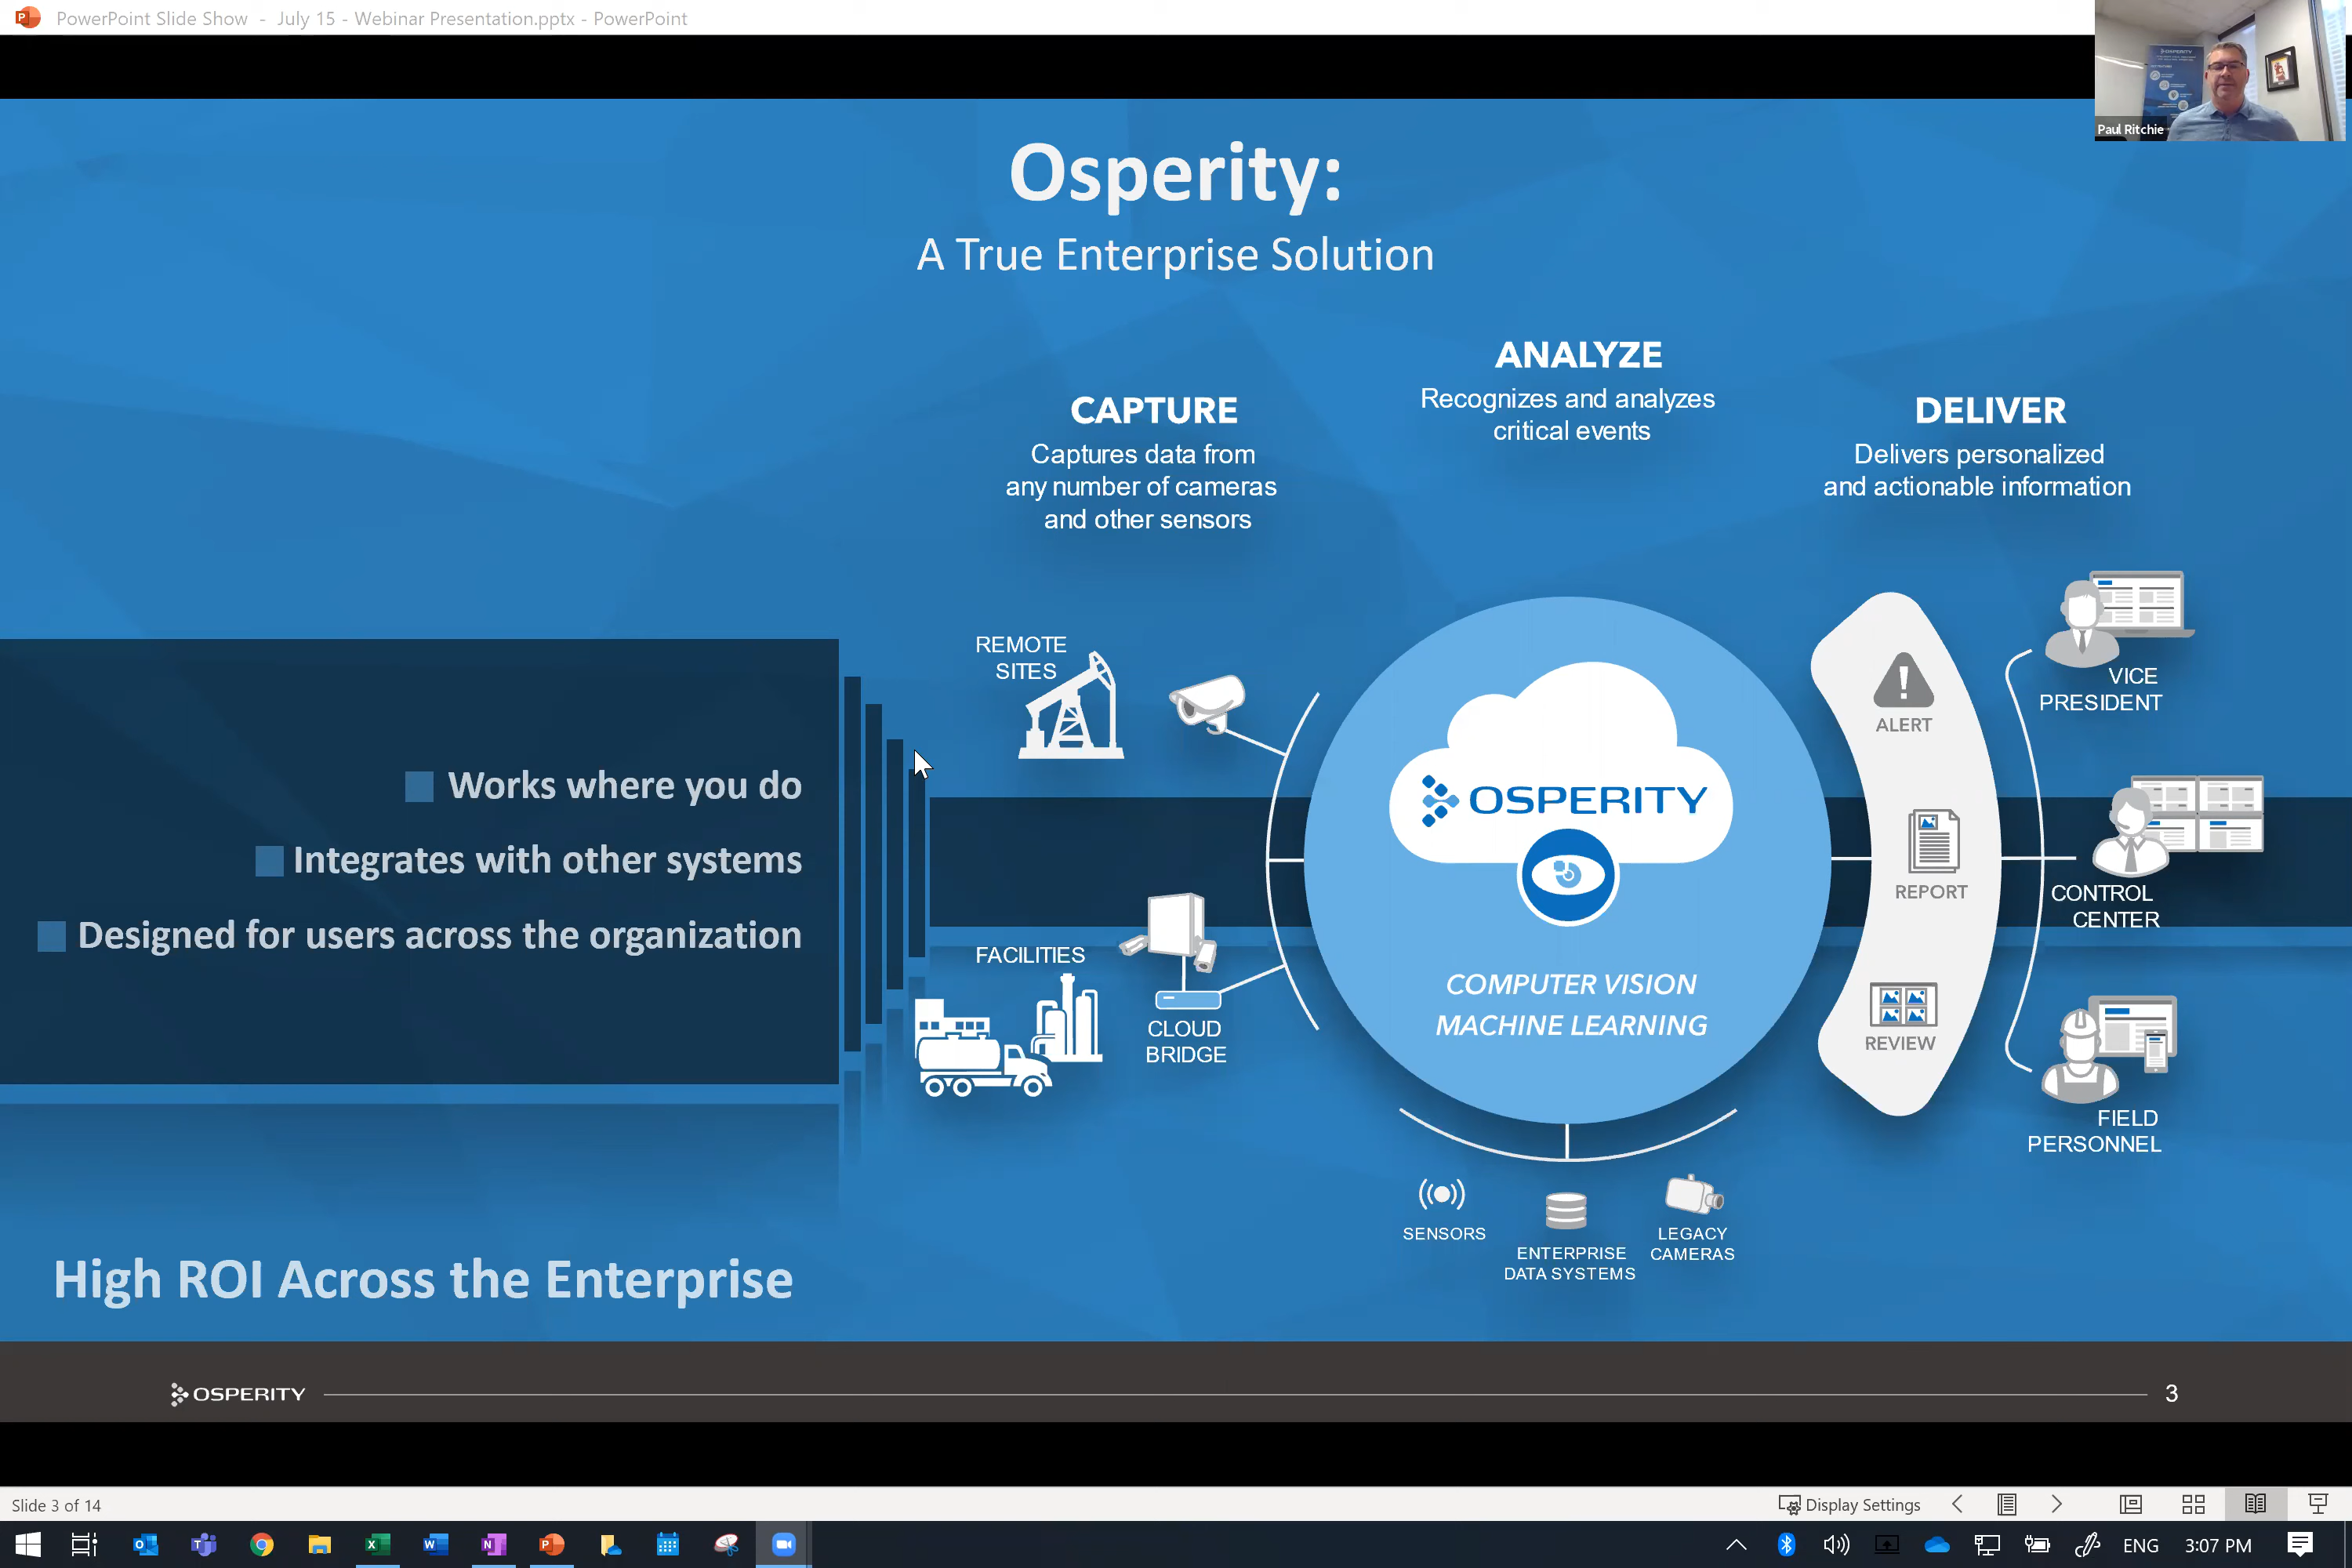 PowerPoint Slide Show - July 15 - Webinar Presentation.pptx - PowerPoint
Paul Ritchie
Osperity:
A True Enterprise Solution
CAPTURE
Captures data from
any number of cameras
and other sensors
ANALYZE
Recognizes and analyzes
critical events
DELIVER
Delivers personalized
and actionable information
Works where you do
Integrates with other systems
Designed for users across the organization
REMOTE
SITES
FACILITIES
CLOUD
BRIDGE
OSPERITY
COMPUTER VISION
MACHINE LEARNING
ALERT
REPORT
REVIEW
VICE
PRESIDENT
CONTROL
CENTER
FIELD
PERSONNEL
SENSORS
ENTERPRISE
DATA SYSTEMS
LEGACY
CAMERAS
High ROI Across the Enterprise
OSPERITY
3
Slide 3 of 14
Display Settings
ENG
3:07 PM